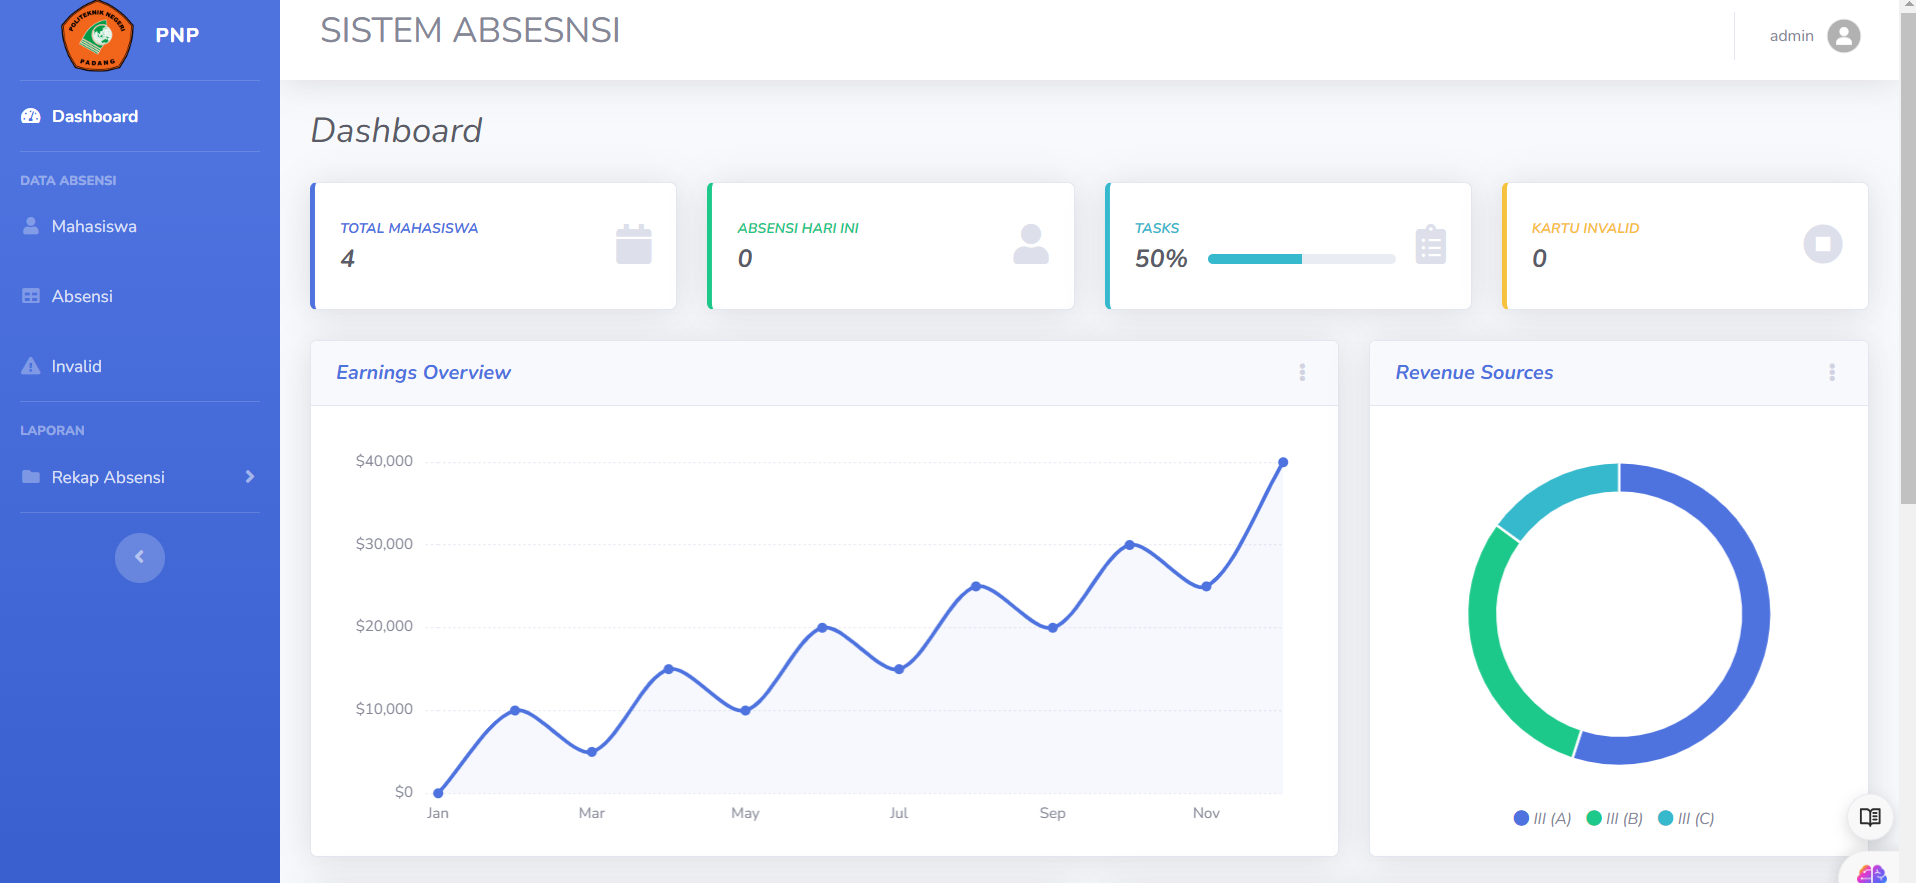 POLITEKNIK NEGERI
PADANG
PNP
SISTEM ABSESNSI
admin
Dashboard
DATA ABSENSI
Mahasiswa
Absensi
Invalid
LAPORAN
Rekap Absensi
Dashboard
TOTAL MAHASISWA
4
ABSENSI HARI INI
0
TASKS
50%
KARTU INVALID
0
Earnings Overview
$40,000
$30,000
$20,000
$10,000
$0
Jan Mar May Jul Sep Nov
Revenue Sources
III (A) III (B) III (C)